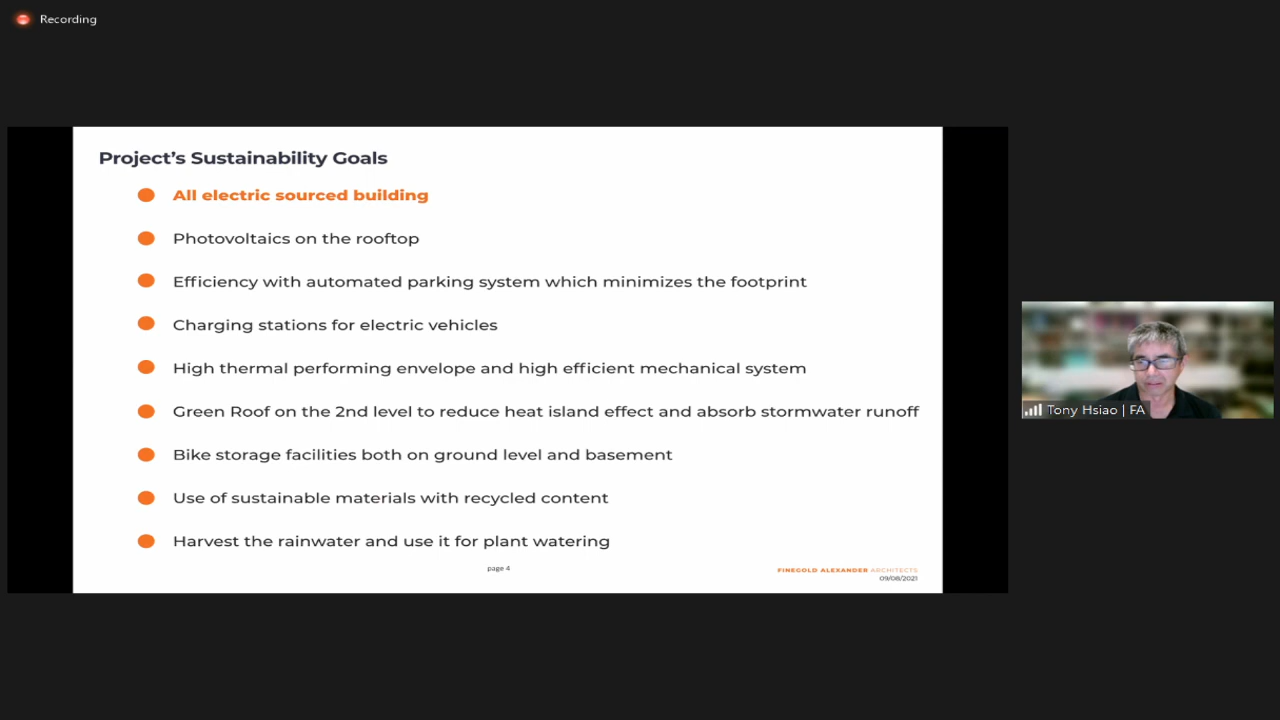 Recording
Project's Sustainability Goals
All electric sourced building
Photovoltaics on the rooftop
Efficiency with automated parking system which minimizes the footprint
Charging stations for electric vehicles
High thermal performing envelope and high efficient mechanical system
Green Roof on the 2nd level to reduce heat island effect and absorb stormwater runoff
Bike storage facilities both on ground level and basement
Use of sustainable materials with recycled content
Harvest the rainwater and use it for plant watering
page 4
FINEGOLD ALEXANDER ARCHITECTS
09/08/2021
Tony Hsiao | FA